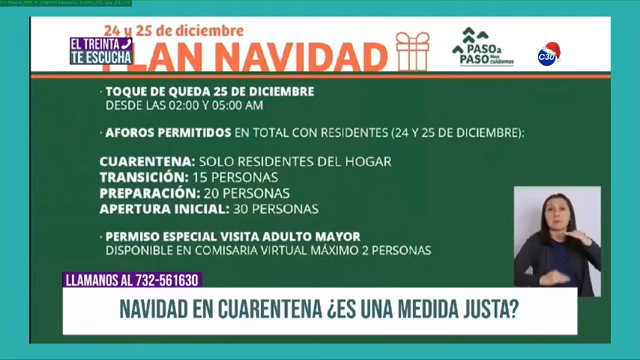 24 y 25 de diciembre
EL TREINTA
TE ESCUCHA
PLAN NAVIDAD
PASO a
PASO
Nos cuidamos
C30
· TOQUE DE QUEDA 25 DE DICIEMBRE
DESDE LAS 02:00 Y 05:00 AM
· AFOROS PERMITIDOS EN TOTAL CON RESIDENTES (24 Y 25 DE DICIEMBRE):
CUARENTENA: SOLO RESIDENTES DEL HOGAR
TRANSICIÓN: 15 PERSONAS
PREPARACIÓN: 20 PERSONAS
APERTURA INICIAL: 30 PERSONAS
· PERMISO ESPECIAL VISITA ADULTO MAYOR
DISPONIBLE EN COMISARIA VIRTUAL MÁXIMO 2 PERSONAS
LLAMANOS AL 732-561630
NAVIDAD EN CUARENTENA ¿ES UNA MEDIDA JUSTA?